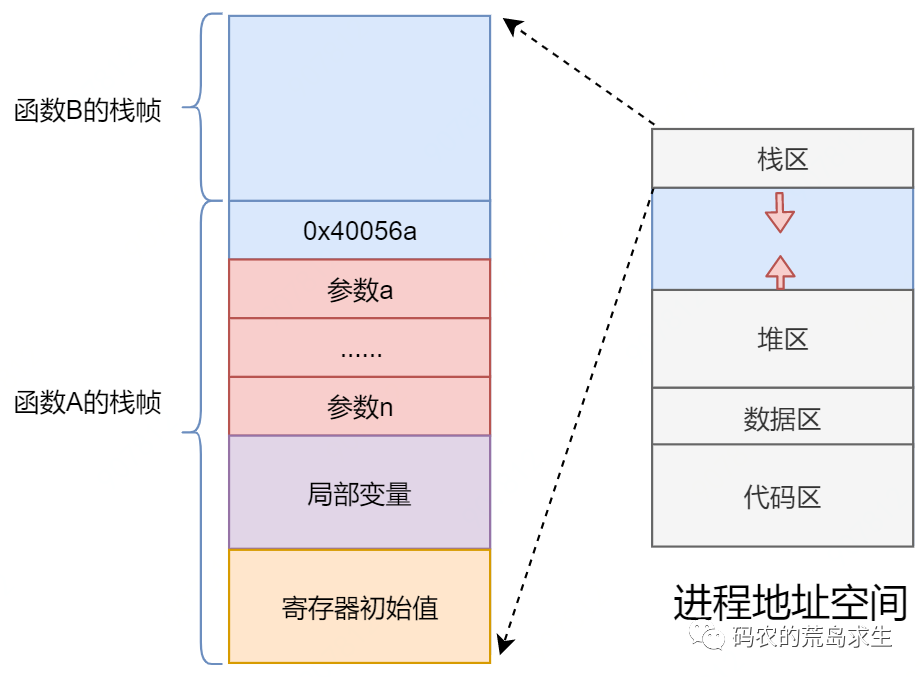 函数B的栈帧
0x40056a
参数a
......
参数n
函数A的栈帧
局部变量
寄存器初始值
栈区
堆区
数据区
代码区
进程地址空间
码农的荒岛求生